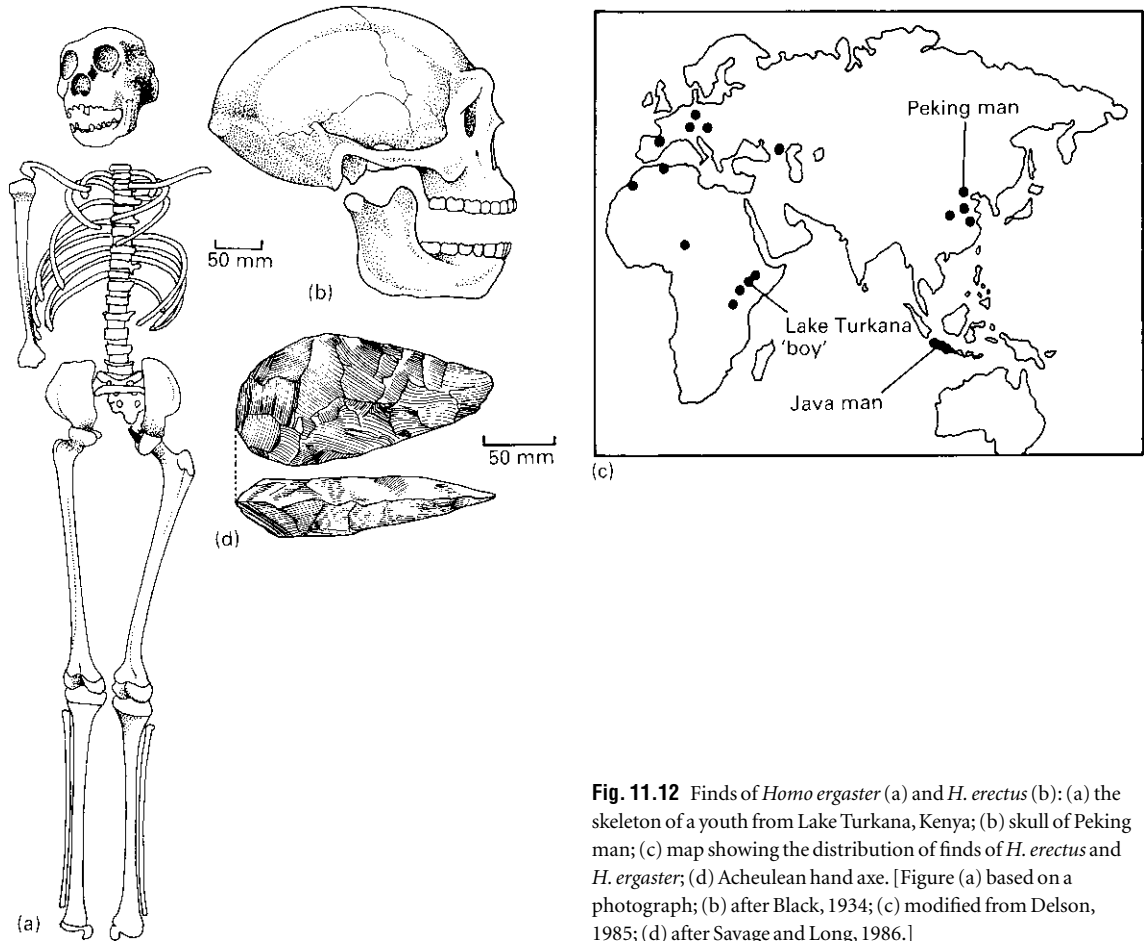 50 mm
(b)
50 mm
(d)
(a)
Peking man
Lake Turkana
'boy'
Java man
(c)
Fig. 11.12 Finds of Homo ergaster (a) and H. erectus (b): (a) the
skeleton of a youth from Lake Turkana, Kenya; (b) skull of Peking
man; (c) map showing the distribution of finds of H. erectus and
H. ergaster; (d) Acheulean hand axe. [Figure (a) based on a
photograph; (b) after Black, 1934; (c) modified from Delson,
1985; (d) after Savage and Long, 1986.]